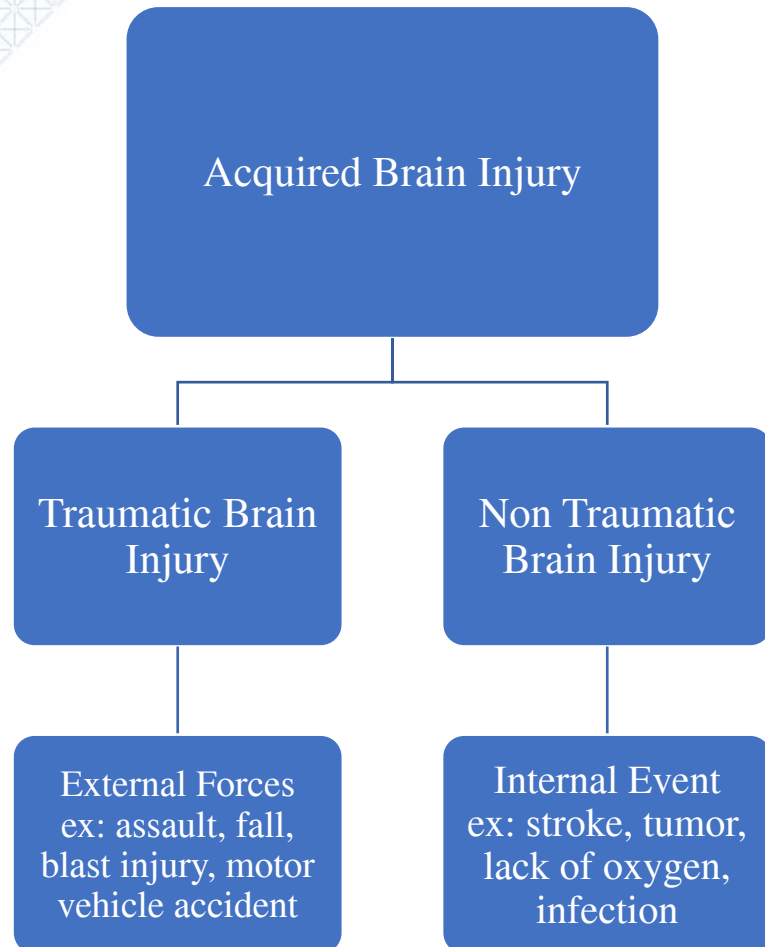 Acquired Brain Injury
Traumatic Brain
Injury
Non Traumatic
Brain Injury
External Forces
ex: assault, fall,
blast injury, motor
vehicle accident
Internal Event
ex: stroke, tumor,
lack of oxygen,
infection